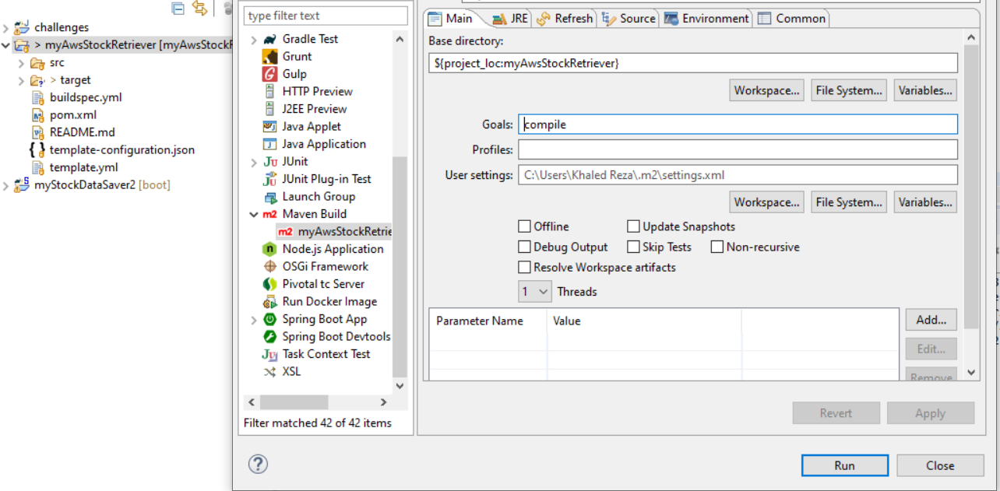 challenges
> myAwsStockRetriever [myAwsStockR
src
> target
buildspec.yml
pom.xml
README.md
template-configuration.json
template.yml
myStockDataSaver2 [boot]
type filter text
Gradle Test
Grunt
Gulp
HTTP Preview
J2EE Preview
Java Applet
Java Application
JUnit
JUnit Plug-in Test
Launch Group
Maven Build
myAwsStockRetrie
Node.js Application
OSGi Framework
Pivotal tc Server
Run Docker Image
Spring Boot App
Spring Boot Devtools
Task Context Test
XSL
Filter matched 42 of 42 items
Main JRE Refresh Source Environment Common
Base directory:
${project_loc:myAwsStockRetriever}
Workspace... File System... Variables...
Goals: compile
Profiles:
User settings: C:\Users\Khaled Reza\.m2\settings.xml
Workspace... File System... Variables...
Offline Update Snapshots
Debug Output Skip Tests Non-recursive
Resolve Workspace artifacts
1 Threads
Parameter Name Value
Add...
Edit...
Remove
Revert Apply
Run Close